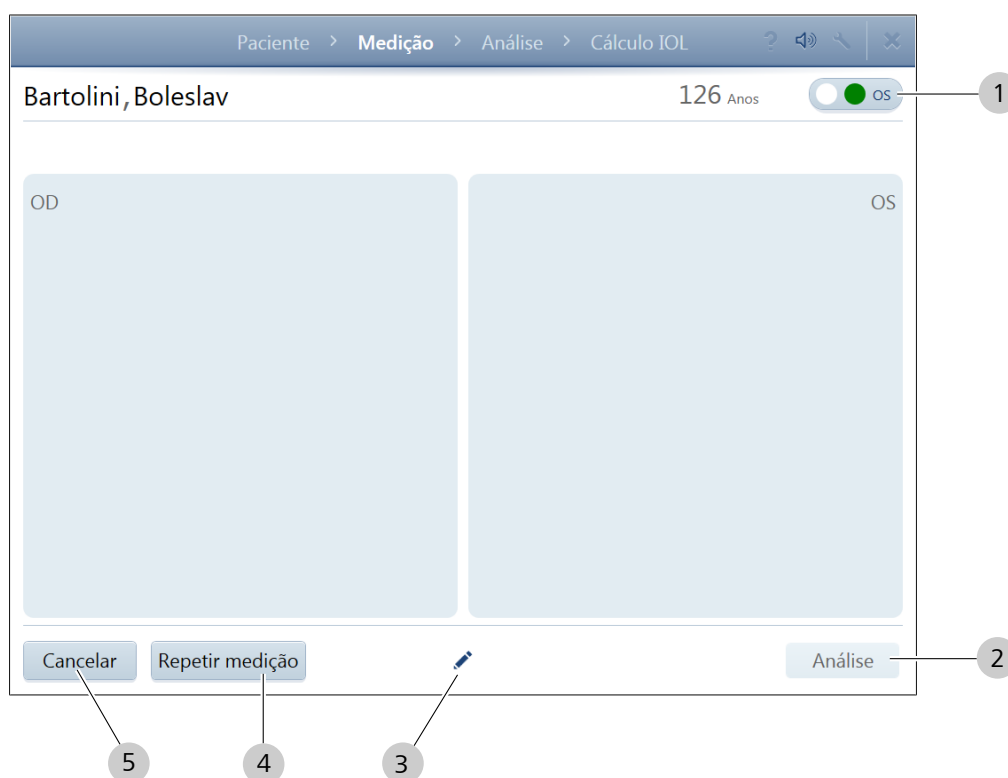 Paciente > Medição > Análise > Cálculo IOL ?
Bartolini, Boleslav 126 Anos OS
1
OD OS
Cancelar Repetir medição Análise
2
5 4 3